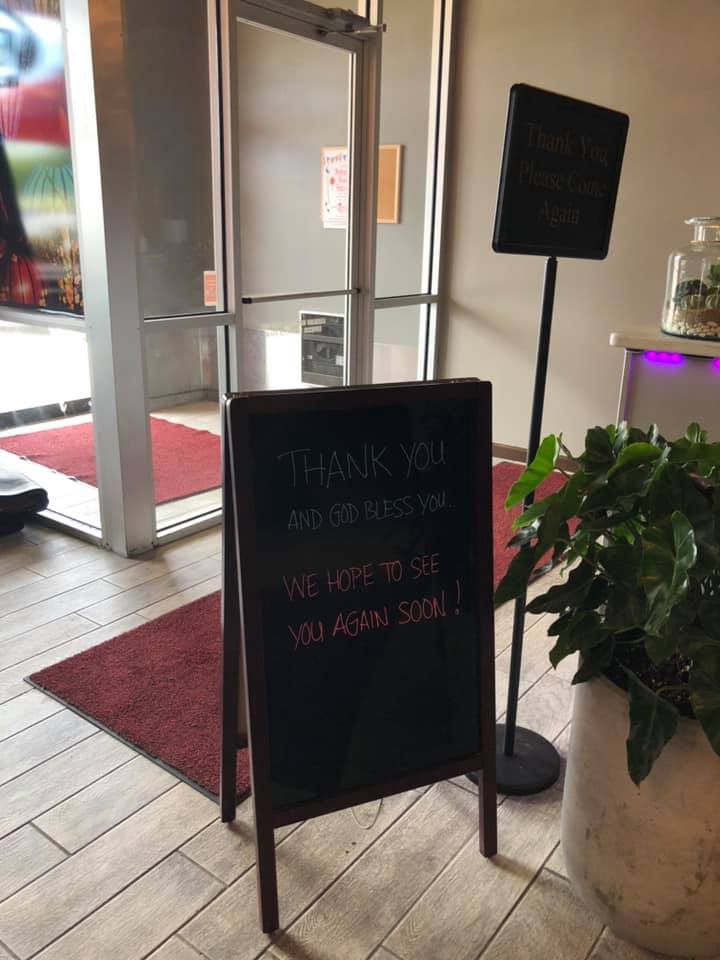 Thank You,
Please Come
Again
THANK YOU
AND GOD BLESS YOU.
WE HOPE TO SEE
YOU AGAIN SOON!